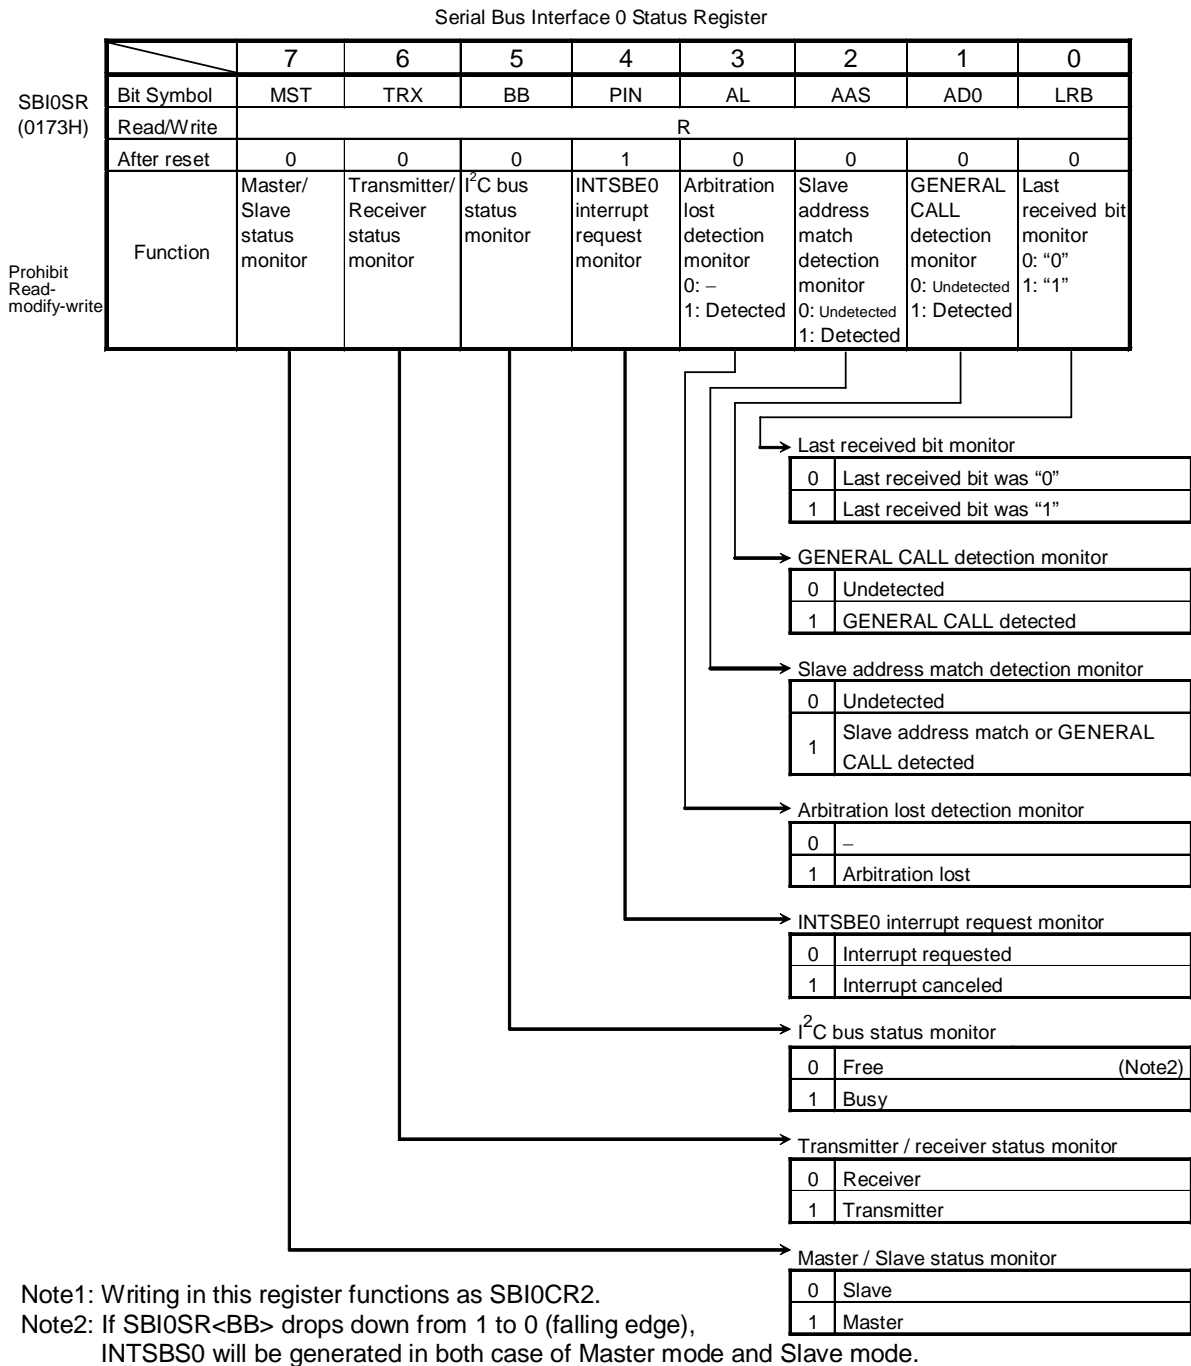 Serial Bus Interface 0 Status Register
7 6 5 4 3 2 1 0
SBI0SR
(0173H)
Bit Symbol MST TRX BB PIN AL AAS AD0 LRB
Read/Write R
After reset 0 0 0 1 0 0 0 0
Prohibit
Read-
modify-write
Function
Master/
Slave
status
monitor
Transmitter/
Receiver
status
monitor
I2C bus
status
monitor
INTSBE0
interrupt
request
monitor
Arbitration
lost
detection
monitor
0: –
1: Detected
Slave
address
match
detection
monitor
0: Undetected
1: Detected
GENERAL
CALL
detection
monitor
0: Undetected
1: Detected
Last
received bit
monitor
0: “0”
1: “1”
Last received bit monitor
0 Last received bit was “0”
1 Last received bit was “1”
GENERAL CALL detection monitor
0 Undetected
1 GENERAL CALL detected
Slave address match detection monitor
0 Undetected
1 Slave address match or GENERAL
CALL detected
Arbitration lost detection monitor
0 –
1 Arbitration lost
INTSBE0 interrupt request monitor
0 Interrupt requested
1 Interrupt canceled
I2C bus status monitor
0 Free (Note2)
1 Busy
Transmitter / receiver status monitor
0 Receiver
1 Transmitter
Master / Slave status monitor
0 Slave
1 Master
Note1: Writing in this register functions as SBI0CR2.
Note2: If SBI0SR<BB> drops down from 1 to 0 (falling edge),
INTSBS0 will be generated in both case of Master mode and Slave mode.